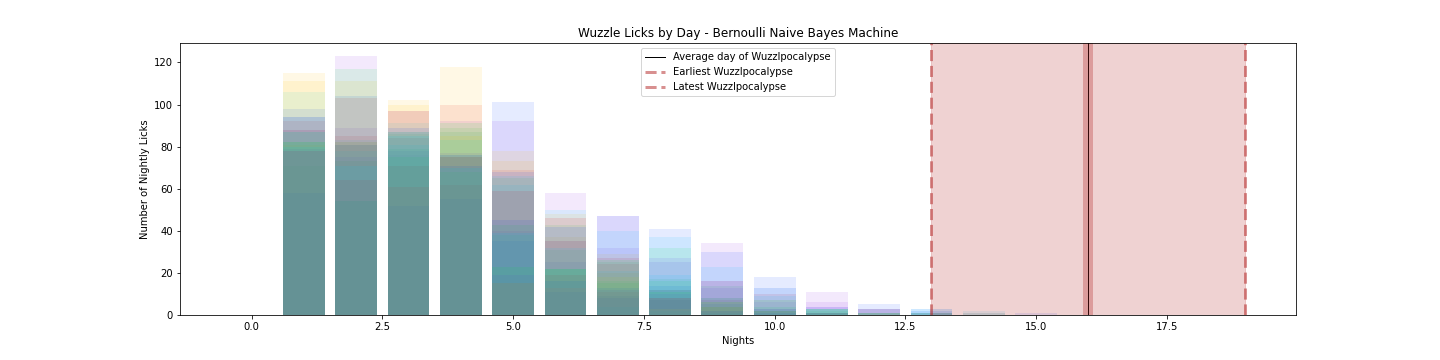 Wuzzle Licks by Day - Bernoulli Naive Bayes Machine
Average day of Wuzzlpocalypse
Earliest Wuzzlpocalypse
Latest Wuzzlpocalypse
Number of Nightly Licks
120
100
80
60
40
20
0
0.0 2.5 5.0 7.5 10.0 12.5 15.0 17.5
Nights